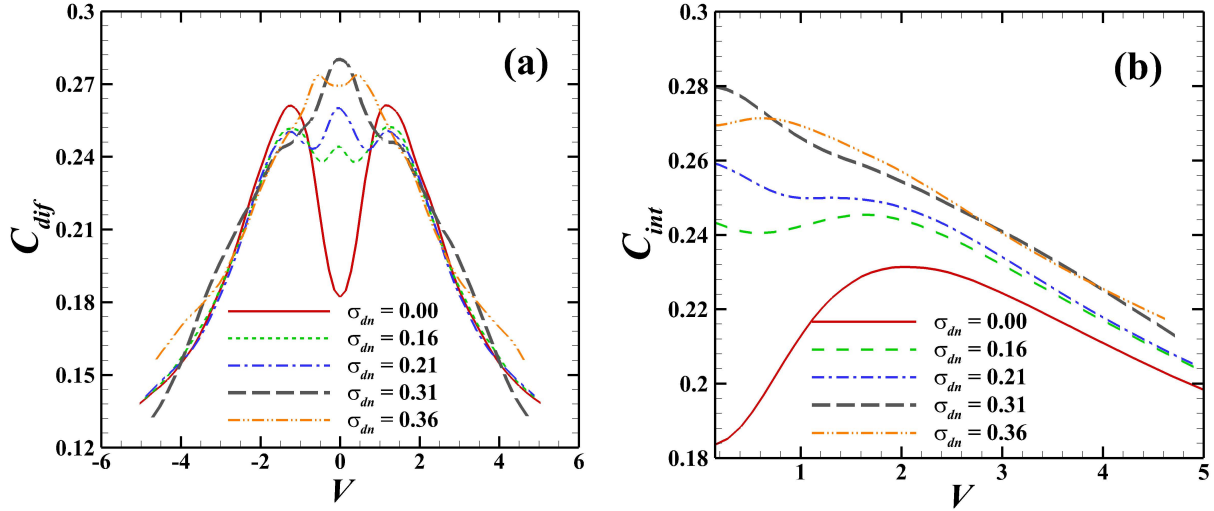 (a)
C_dif
0.3
0.27
0.24
0.21
0.18
0.15
0.12
-6 -4 -2 0 2 4 6
V
σ_dn = 0.00
σ_dn = 0.16
σ_dn = 0.21
σ_dn = 0.31
σ_dn = 0.36
(b)
C_int
0.3
0.28
0.26
0.24
0.22
0.2
0.18
1 2 3 4 5
V
σ_dn = 0.00
σ_dn = 0.16
σ_dn = 0.21
σ_dn = 0.31
σ_dn = 0.36